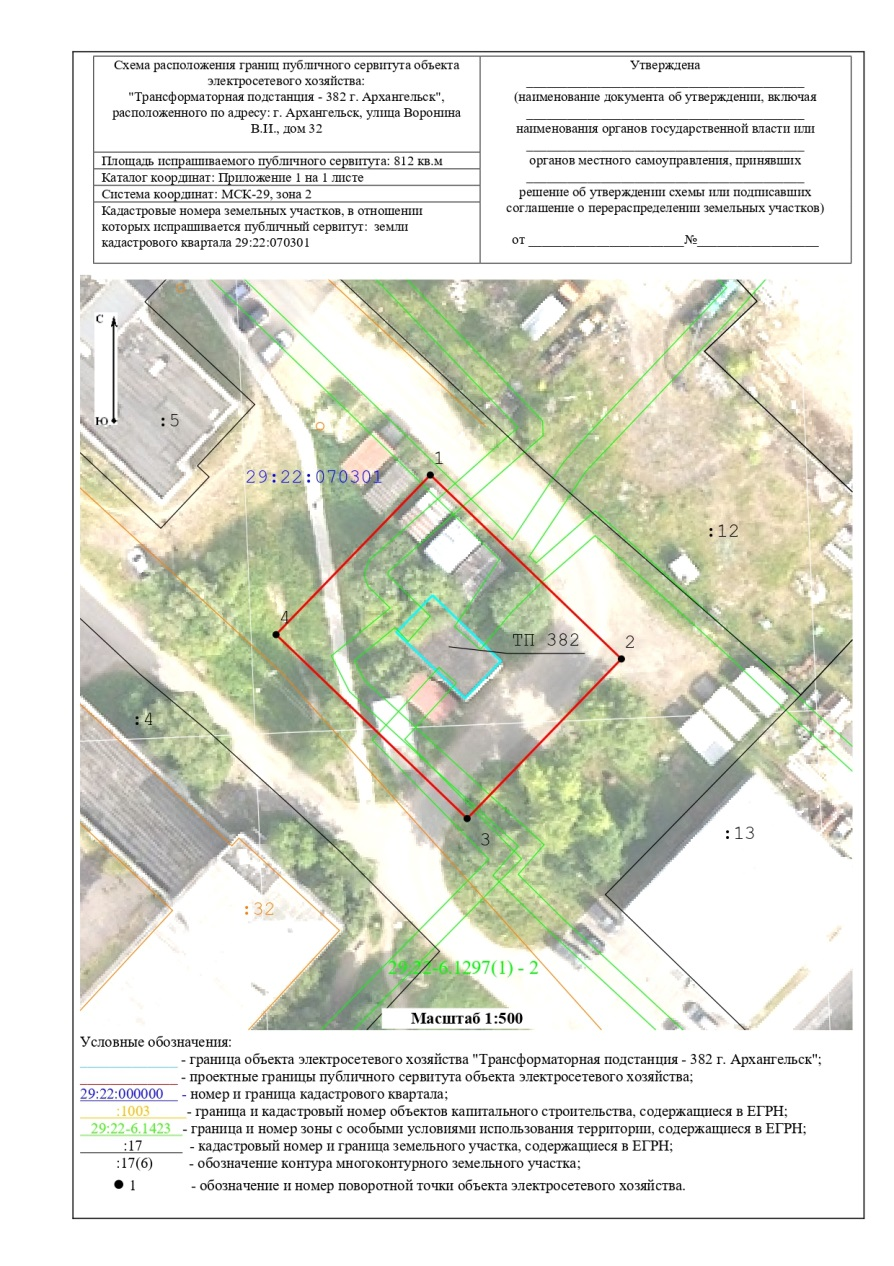 Схема расположения границ публичного сервитута объекта
электросетевого хозяйства:
"Трансформаторная подстанция - 382 г. Архангельск",
расположенного по адресу: г. Архангельск, улица Воронина
В.И., дом 32
Площадь испрашиваемого публичного сервитута: 812 кв.м
Каталог координат: Приложение 1 на 1 листе
Система координат: МСК-29, зона 2
Кадастровые номера земельных участков, в отношении
которых испрашивается публичный сервитут: земли
кадастрового квартала 29:22:070301
Утверждена
(наименование документа об утверждении, включая
наименования органов государственной власти или
органов местного самоуправления, принявших
решение об утверждении схемы или подписавших
соглашение о перераспределении земельных участков)
от ______________________ №_________________
С
Ю
:5
1
29:22:070301
:12
4
ТП 382
2
:4
3
:13
:32
29:22-6.1297(1) - 2
Масштаб 1:500
Условные обозначения:
- граница объекта электросетевого хозяйства "Трансформаторная подстанция - 382 г. Архангельск";
- проектные границы публичного сервитута объекта электросетевого хозяйства;
29:22:000000 - номер и граница кадастрового квартала;
:1003 - граница и кадастровый номер объектов капитального строительства, содержащиеся в ЕГРН;
29:22-6.1423 - граница и номер зоны с особыми условиями использования территории, содержащиеся в ЕГРН;
:17 - кадастровый номер и граница земельного участка, содержащиеся в ЕГРН;
:17(6) - обозначение контура многоконтурного земельного участка;
1 - обозначение и номер поворотной точки объекта электросетевого хозяйства.